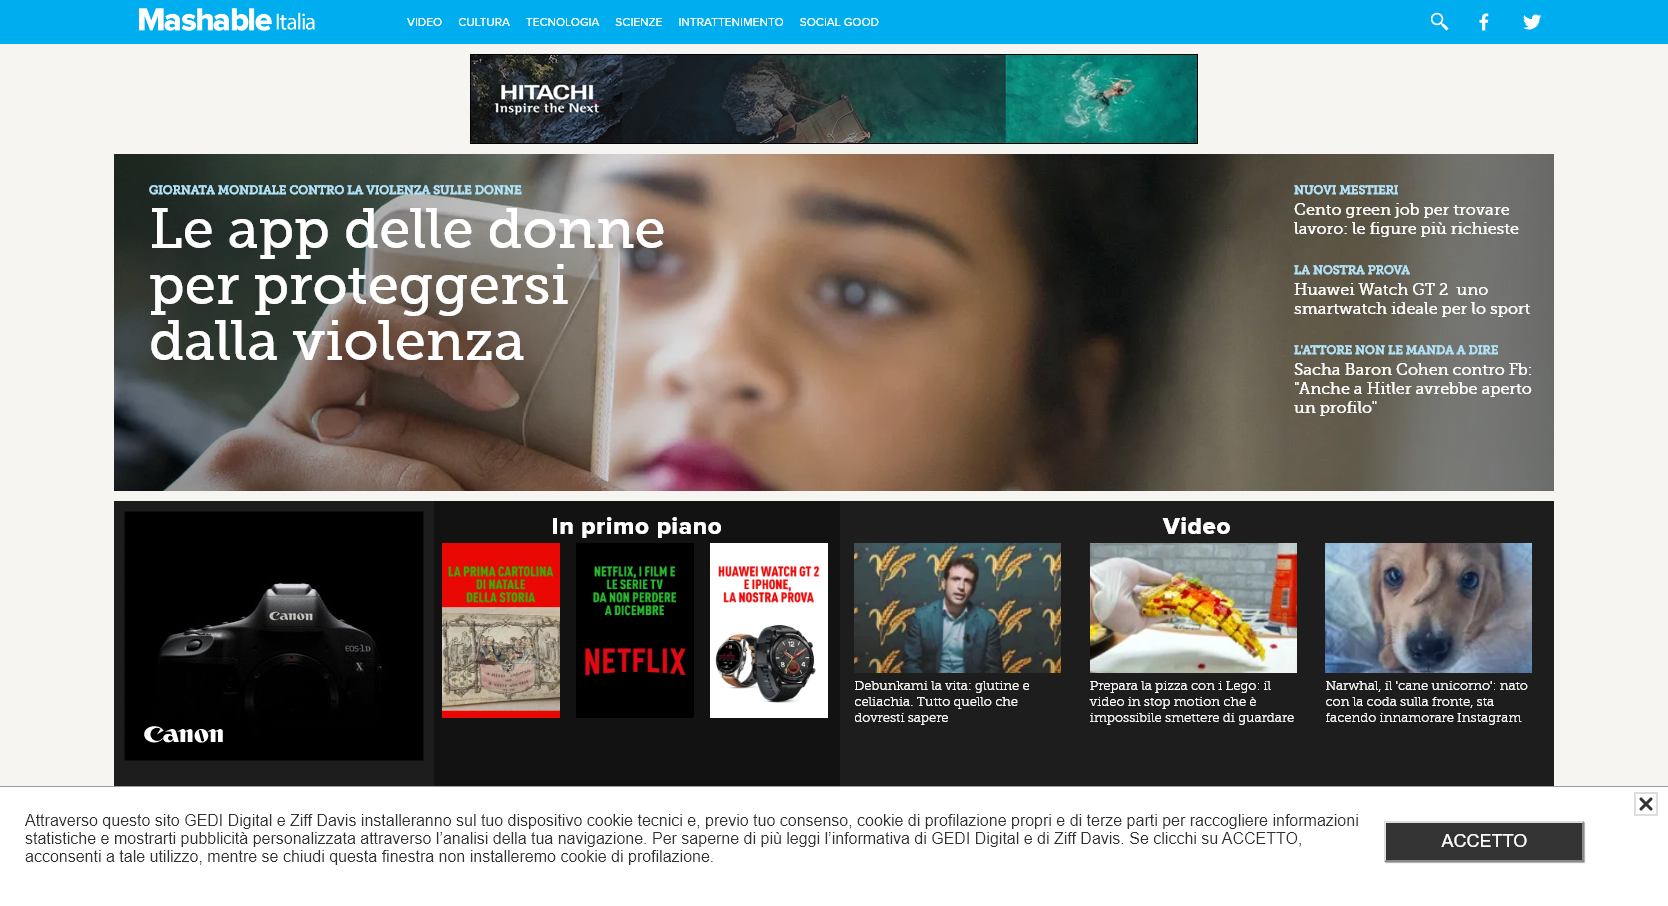 Mashable Italia
VIDEO CULTURA TECNOLOGIA SCIENZE INTRATTENIMENTO SOCIAL GOOD
HITACHI
Inspire the Next
GIORNATA MONDIALE CONTRO LA VIOLENZA SULLE DONNE
Le app delle donne
per proteggersi
dalla violenza
NUOVI MESTIERI
Cento green job per trovare
lavoro: le figure più richieste
LA NOSTRA PROVA
Huawei Watch GT 2 uno
smartwatch ideale per lo sport
L'ATTORE NON LE MANDA A DIRE
Sacha Baron Cohen contro Fb:
"Anche a Hitler avrebbe aperto
un profilo"
Canon
EOS-1D
X
Canon
In primo piano
LA PRIMA CARTOLINA
DI NATALE
DELLA STORIA
NETFLIX, I FILM E
LE SERIE TV
DA NON PERDERE
A DICEMBRE
NETFLIX
HUAWEI WATCH GT 2
E IPHONE,
LA NOSTRA PROVA
Video
Debunkami la vita: glutine e
celiachia. Tutto quello che
dovresti sapere
Prepara la pizza con i Lego: il
video in stop motion che è
impossibile smettere di guardare
Narwhal, il 'cane unicorno': nato
con la coda sulla fronte, sta
facendo innamorare Instagram
Attraverso questo sito GEDI Digital e Ziff Davis installeranno sul tuo dispositivo cookie tecnici e, previo tuo consenso, cookie di profilazione propri e di terze parti per raccogliere informazioni
statistiche e mostrarti pubblicità personalizzata attraverso l’analisi della tua navigazione. Per saperne di più leggi l’informativa di GEDI Digital e di Ziff Davis. Se clicchi su ACCETTO,
acconsenti a tale utilizzo, mentre se chiudi questa finestra non installeremo cookie di profilazione.
ACCETTO